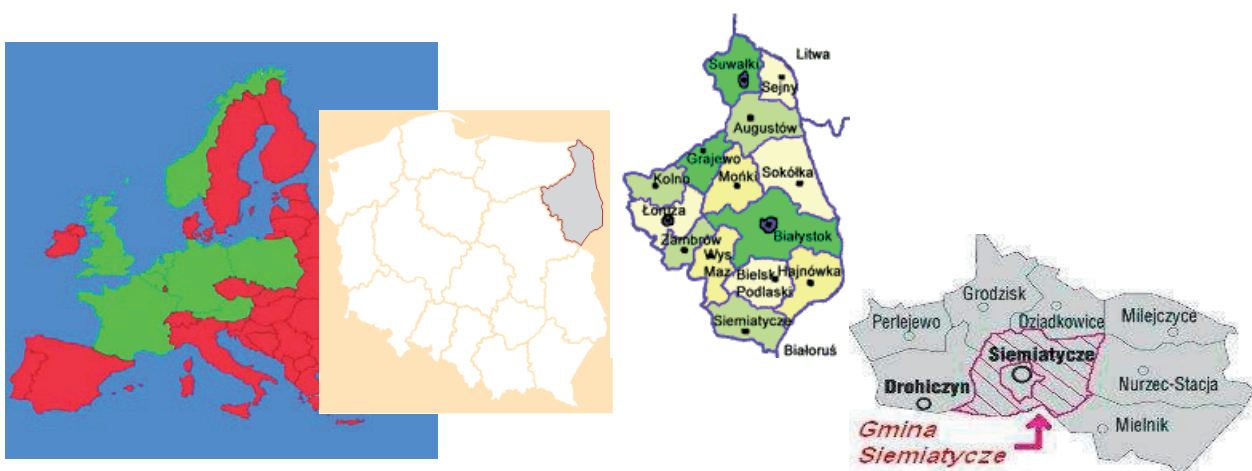 Litwa
Suwałki
Sejny
Augustów
Grajewo
Kolno
Mońki
Sokółka
Łomża
Zambrów
Białystok
Wys
Maz
Bielsk
Podlaski
Hajnówka
Siemiatycze
Białoruś
Grodzisk
Perlejewo
Dziadkowice
Milejczyce
Siemiatycze
Drohiczyn
Nurzec-Stacja
Mielnik
Gmina
Siemiatycze